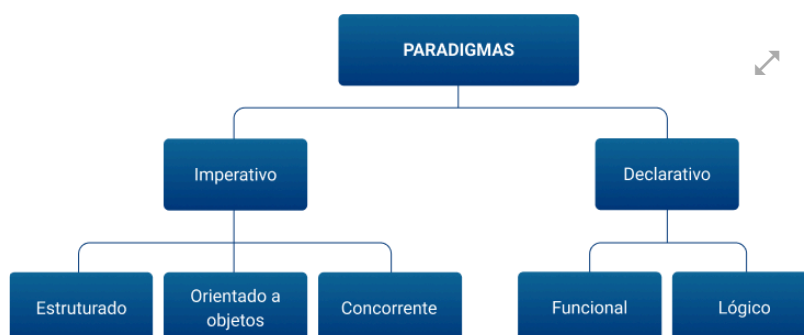 PARADIGMAS
Imperativo
Declarativo
Estruturado
Orientado a
objetos
Concorrente
Funcional
Lógico